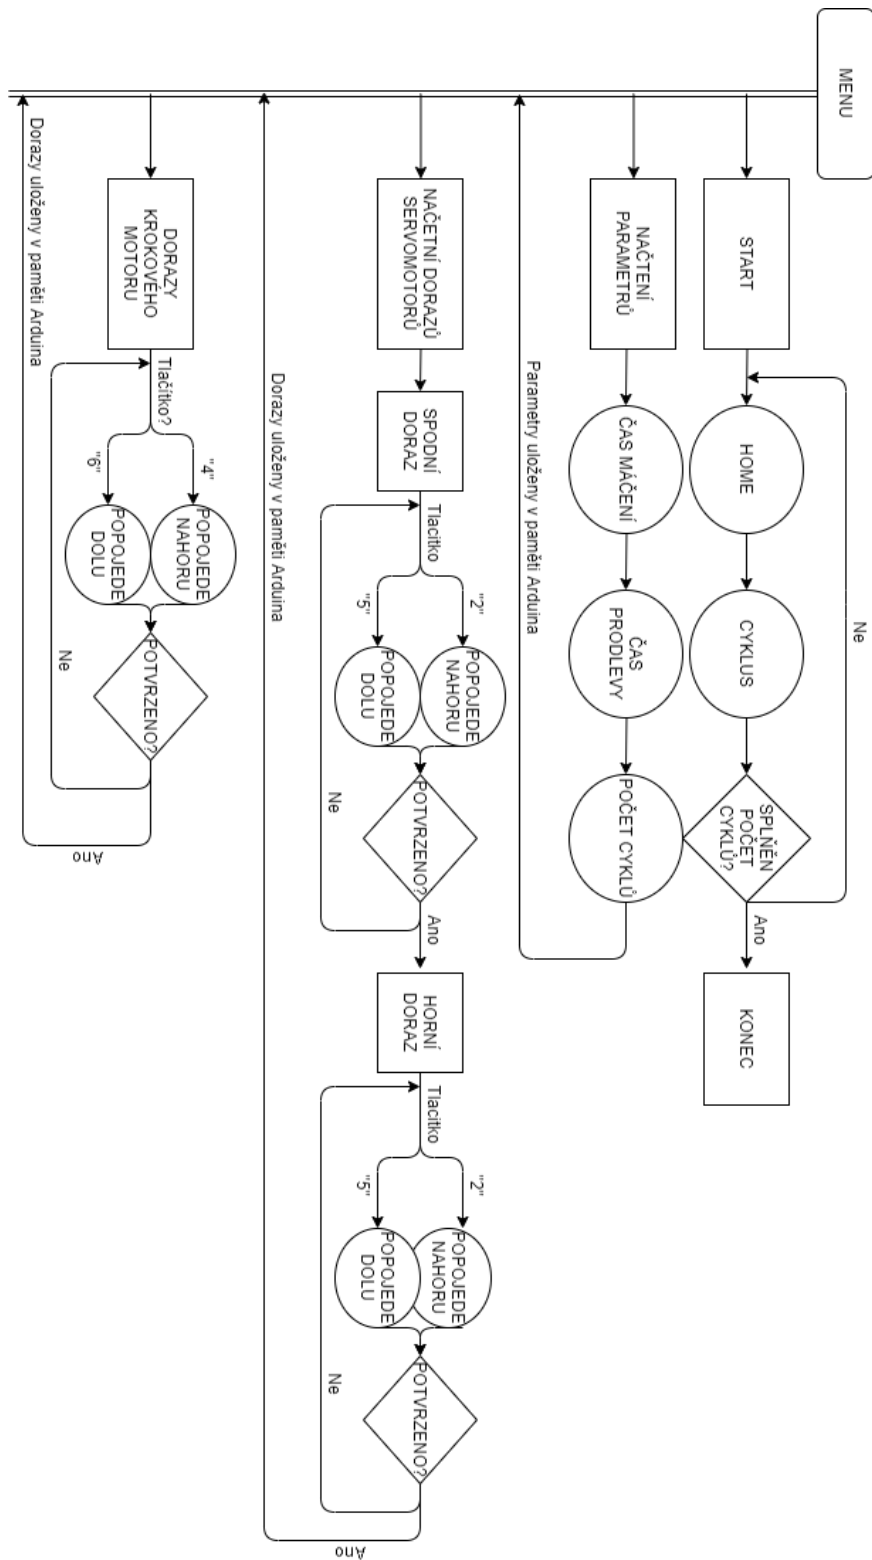 MENU
START
HOME
CYKLUS
SPLNĚN
POČET
CYKLŮ?
Ne
Ano
KONEC
NAČTENÍ
PARAMETRŮ
ČAS MÁČENÍ
ČAS
PRODLEVY
POČET CYKLŮ
Parametry uloženy v paměti Arduina
NAČETNÍ DORAZŮ
SERVOMOTORŮ
SPODNÍ
DORAZ
Tlacitko
"2"
"5"
POPOJEDE
NAHORU
POPOJEDE
DOLU
POTVRZENO?
Ne
Ano
HORNÍ
DORAZ
Tlacitko
"2"
"5"
POPOJEDE
NAHORU
POPOJEDE
DOLU
POTVRZENO?
Ne
Ano
Dorazy uloženy v paměti Arduina
DORAZY
KROKOVÉHO
MOTORU
Tlačítko?
"4"
"6"
POPOJEDE
NAHORU
POPOJEDE
DOLU
POTVRZENO?
Ne
Ano
Dorazy uloženy v paměti Arduina